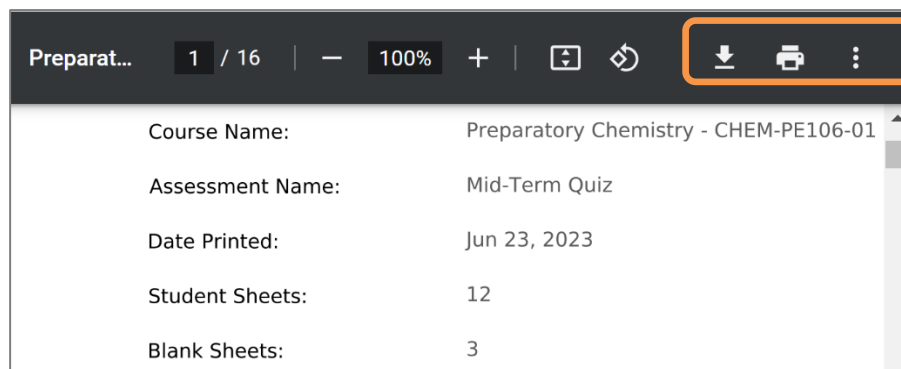 Preparat... 1 / 16 100%
Course Name: Preparatory Chemistry - CHEM-PE106-01
Assessment Name: Mid-Term Quiz
Date Printed: Jun 23, 2023
Student Sheets: 12
Blank Sheets: 3